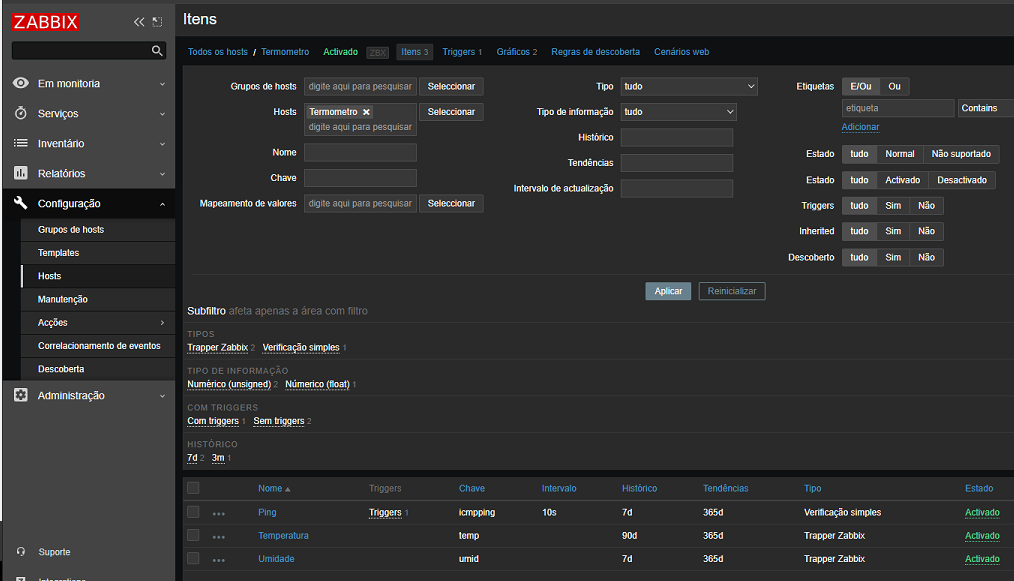 ZABBIX
Em monitoria
Serviços
Inventário
Relatórios
Configuração
Grupos de hosts
Templates
Hosts
Manutenção
Acções
Correlacionamento de eventos
Descoberta
Administração
Suporte
Integrations
Itens
Todos os hosts / Termometro Activado ZBX Itens 3 Triggers 1 Gráficos 2 Regras de descoberta Cenários web
Grupos de hosts digite aqui para pesquisar Seleccionar
Hosts Termometro Seleccionar
digite aqui para pesquisar
Nome
Chave
Mapeamento de valores digite aqui para pesquisar Seleccionar
Tipo tudo
Tipo de informação tudo
Histórico
Tendências
Intervalo de actualização
Etiquetas E/Ou Ou
etiqueta Contains
Adicionar
Estado tudo Normal Não suportado
Estado tudo Activado Desactivado
Triggers tudo Sim Não
Inherited tudo Sim Não
Descoberto tudo Sim Não
Aplicar Reinicializar
Subfiltro afeta apenas a área com filtro
TIPOS
Trapper Zabbix 2 Verificação simples 1
TIPO DE INFORMAÇÃO
Numérico (unsigned) 2 Númerico (float) 1
COM TRIGGERS
Com triggers 1 Sem triggers 2
HISTÓRICO
7d 2 3m 1
Nome Triggers Chave Intervalo Histórico Tendências Tipo Estado
Ping Triggers 1 icmpping 10s 7d 365d Verificação simples Activado
Temperatura temp 90d 365d Trapper Zabbix Activado
Umidade umid 7d 365d Trapper Zabbix Activado